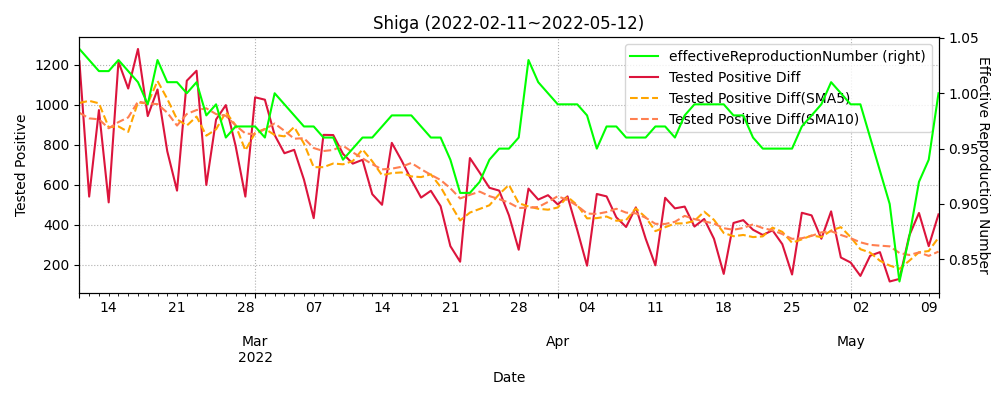 Shiga (2022-02-11~2022-05-12)
effectiveReproductionNumber (right)
Tested Positive Diff
Tested Positive Diff(SMA5)
Tested Positive Diff(SMA10)
Tested Positive
1200
1000
800
600
400
200
1.05
1.00
0.95
0.90
0.85
Effective Reproduction Number
14 21 28 07 14 21 28 04 11 18 25 02 09
Mar Apr May
2022
Date